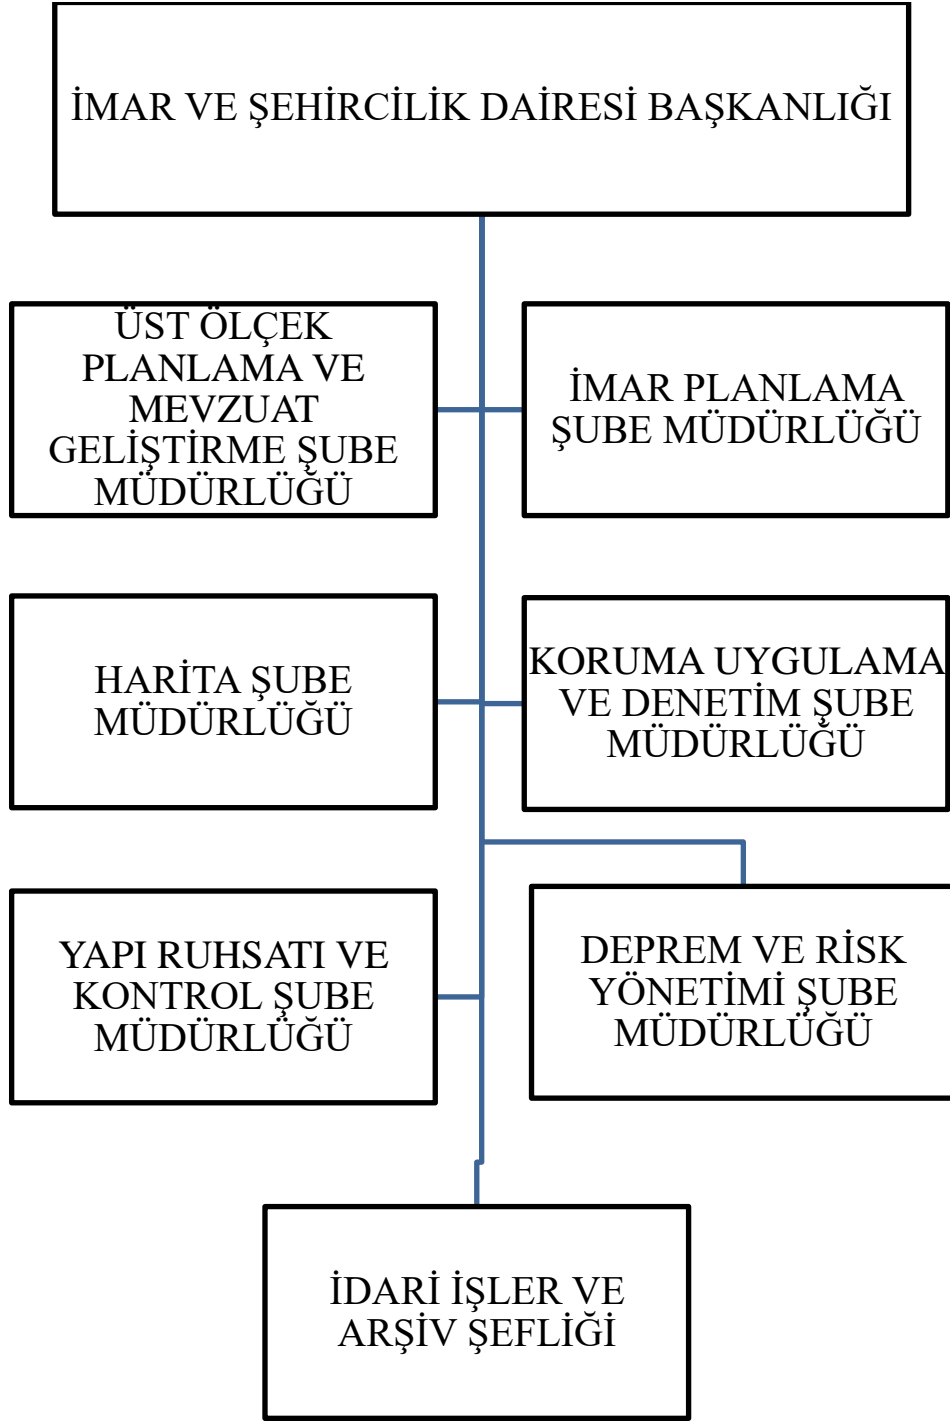 İMAR VE ŞEHİRCİLİK DAİRESİ BAŞKANLIĞI
ÜST ÖLÇEK
PLANLAMA VE
MEVZUAT
GELİŞTİRME ŞUBE
MÜDÜRLÜĞÜ
İMAR PLANLAMA
ŞUBE MÜDÜRLÜĞÜ
HARİTA ŞUBE
MÜDÜRLÜĞÜ
KORUMA UYGULAMA
VE DENETİM ŞUBE
MÜDÜRLÜĞÜ
YAPI RUHSATI VE
KONTROL ŞUBE
MÜDÜRLÜĞÜ
DEPREM VE RİSK
YÖNETİMİ ŞUBE
MÜDÜRLÜĞÜ
İDARİ İŞLER VE
ARŞİV ŞEFLİĞİ